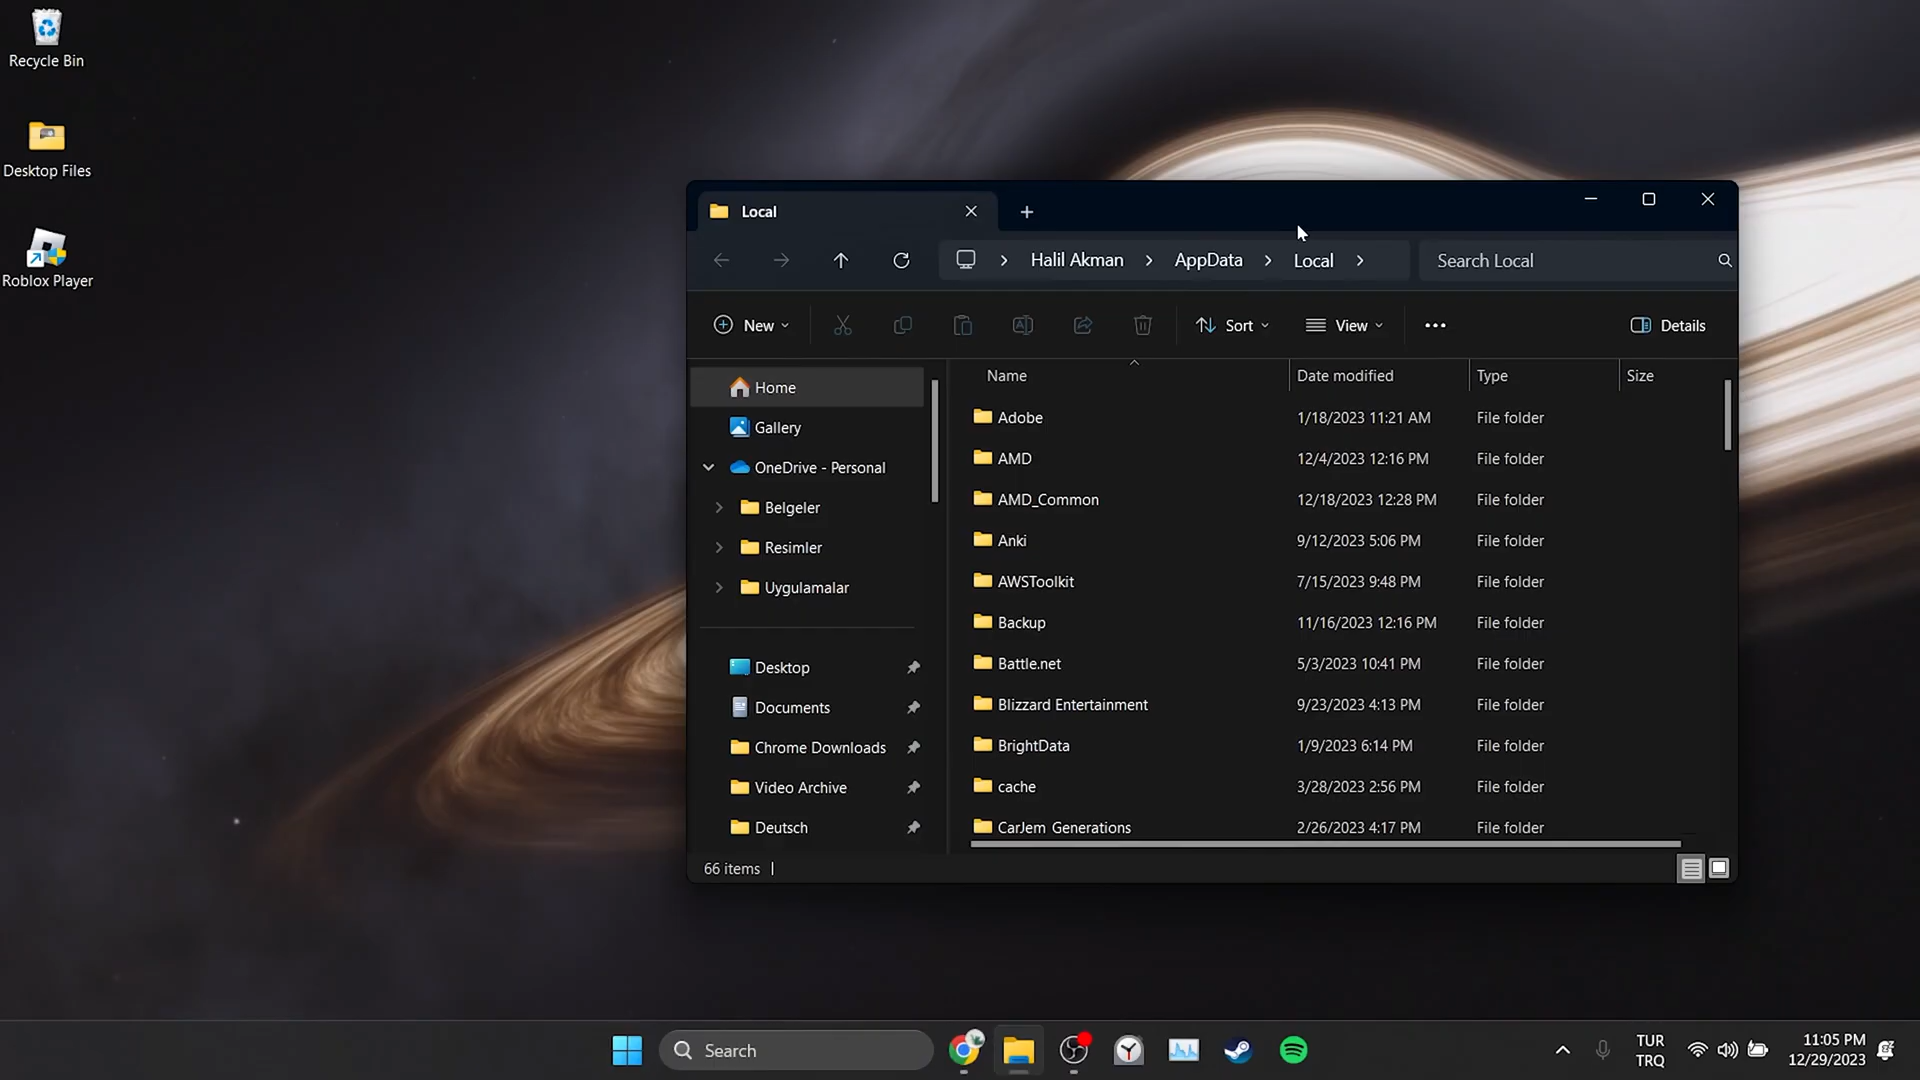 Recycle Bin
Desktop Files
Roblox Player
Local
Halil Akman
AppData
Local
Search Local
New
Sort
View
Details
Home
Gallery
OneDrive - Personal
Belgeler
Resimler
Uygulamalar
Desktop
Documents
Chrome Downloads
Video Archive
Deutsch
Name Date modified Type Size
Adobe 1/18/2023 11:21 AM File folder
AMD 12/4/2023 12:16 PM File folder
AMD_Common 12/18/2023 12:28 PM File folder
Anki 9/12/2023 5:06 PM File folder
AWSToolkit 7/15/2023 9:48 PM File folder
Backup 11/16/2023 12:16 PM File folder
Battle.net 5/3/2023 10:41 PM File folder
Blizzard Entertainment 9/23/2023 4:13 PM File folder
BrightData 1/9/2023 6:14 PM File folder
cache 3/28/2023 2:56 PM File folder
CarJem_Generations 2/26/2023 4:17 PM File folder
66 items
Search
TUR
TRQ
11:05 PM
12/29/2023